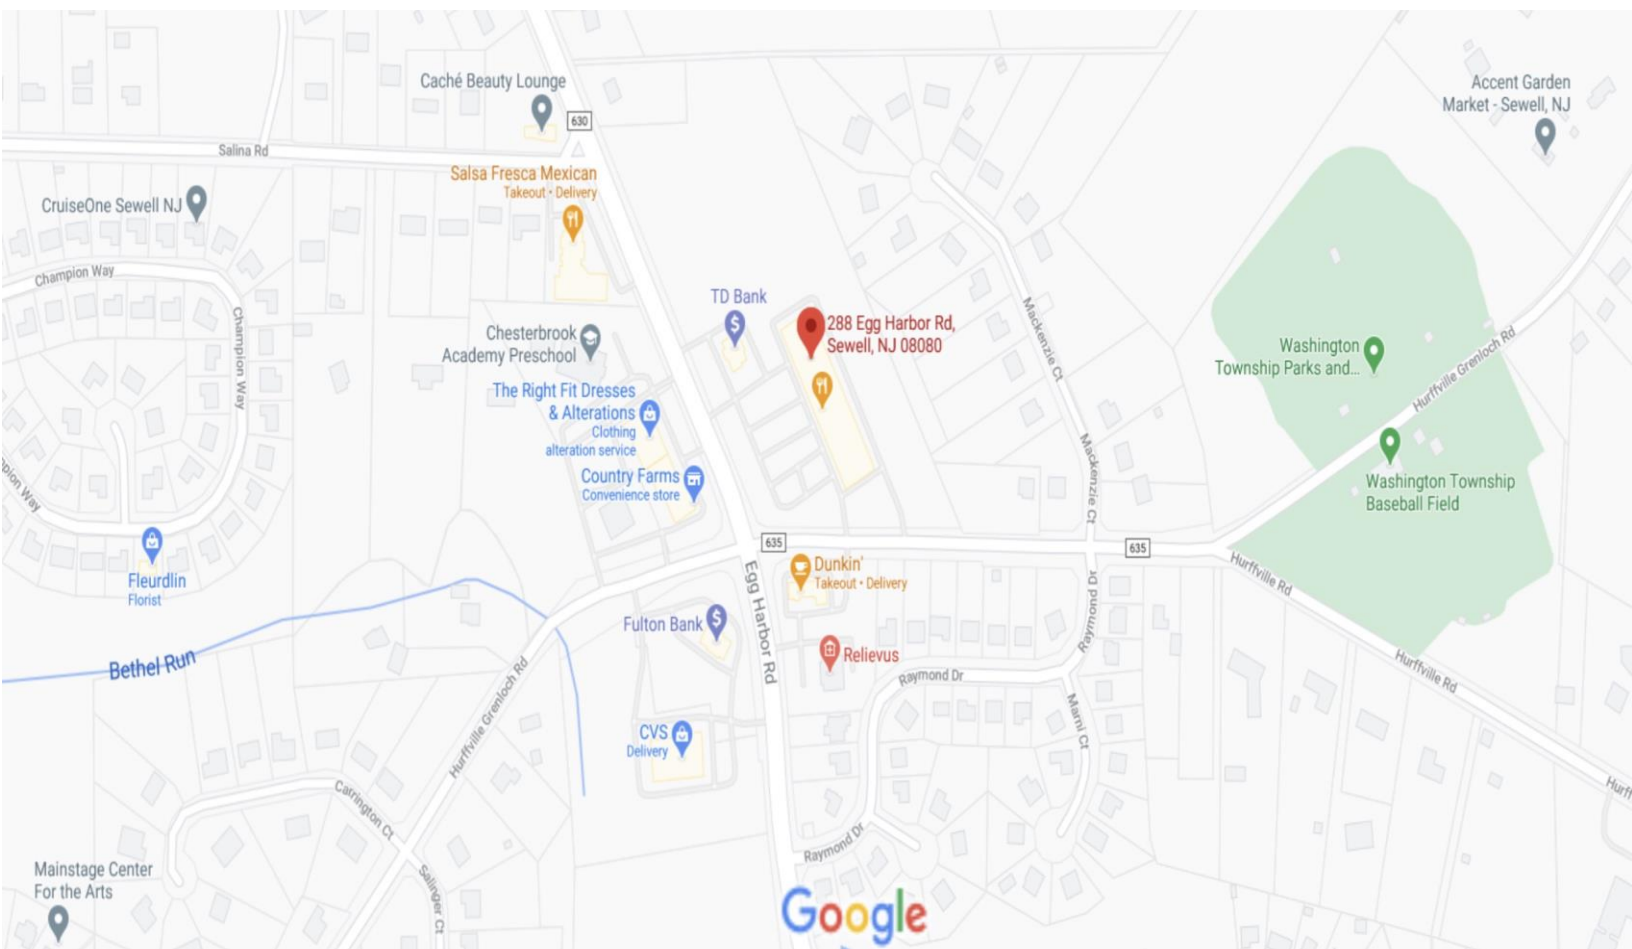 Caché Beauty Lounge
630
Accent Garden
Market - Sewell, NJ
Salina Rd
Salsa Fresca Mexican
Takeout • Delivery
CruiseOne Sewell NJ
Champion Way
Champion Way
TD Bank
288 Egg Harbor Rd,
Sewell, NJ 08080
Mackenzie Ct
Chesterbrook
Academy Preschool
Washington
Township Parks and...
Hurffville Grenloch Rd
The Right Fit Dresses
& Alterations
Clothing
alteration service
Country Farms
Convenience store
Mackenzie Ct
Washington Township
Baseball Field
pion Way
635
635
Fleurdlin
Florist
Dunkin'
Takeout • Delivery
Hurffville Rd
Egg Harbor Rd
Raymond Dr
Fulton Bank
Bethel Run
Relievus
Raymond Dr
Hurffville Rd
Hurffville Grenloch Rd
Marni Ct
CVS
Delivery
Hurff
Carrington Ct
Raymond Dr
Mainstage Center
For the Arts
Salinger Ct
Google